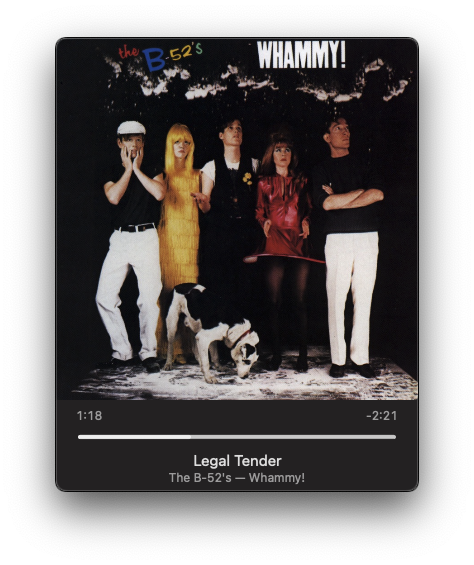 the B-52's
WHAMMY!
1:18
-2:21
Legal Tender
The B-52's — Whammy!